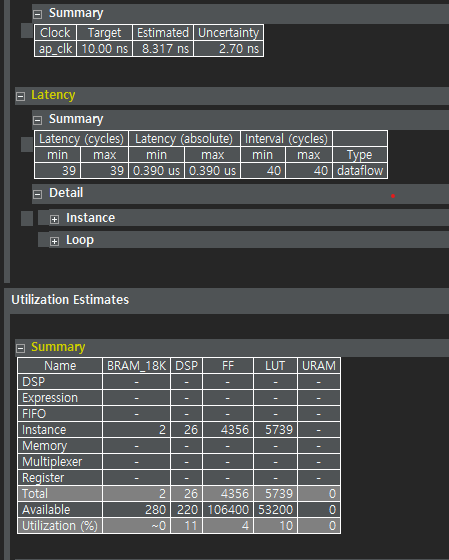 Summary
Clock Target Estimated Uncertainty
ap_clk 10.00 ns 8.317 ns 2.70 ns
Latency
Summary
Latency (cycles) Latency (absolute) Interval (cycles)
min max min max min max Type
39 39 0.390 us 0.390 us 40 40 dataflow
Detail
Instance
Loop
Utilization Estimates
Summary
Name BRAM_18K DSP FF LUT URAM
DSP - - - - -
Expression - - - - -
FIFO - - - - -
Instance 2 26 4356 5739 -
Memory - - - - -
Multiplexer - - - - -
Register - - - - -
Total 2 26 4356 5739 0
Available 280 220 106400 53200 0
Utilization (%) ~0 11 4 10 0